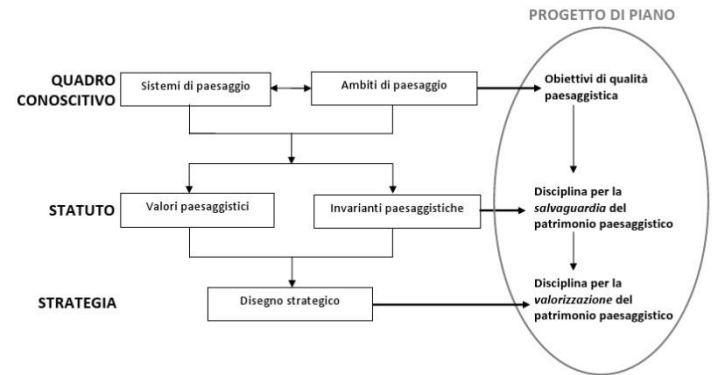 PROGETTO DI PIANO
QUADRO
CONOSCITIVO
Sistemi di paesaggio
Ambiti di paesaggio
Obiettivi di qualità
paesaggistica
STATUTO
Valori paesaggistici
Invarianti paesaggistiche
Disciplina per la
salvaguardia del
patrimonio paesaggistico
STRATEGIA
Disegno strategico
Disciplina per la
valorizzazione del
patrimonio paesaggistico